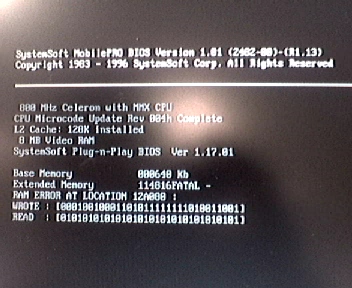 SystemSoft MobilePRO BIOS Version 1.01 (2482-00)-(R1.13)
Copyright 1983 - 1996 SystemSoft Corp. All Rights Reserved
800 MHz Celeron with MMX CPU
CPU Microcode Update Rev 004h Complete
L2 Cache: 128K Installed
8 MB Video RAM
SystemSoft Plug-n-Play BIOS Ver 1.17.01
Base Memory 000640 Kb
Extended Memory 114816FATAL -
RAM ERROR AT LOCATION 12A000 :
WROTE : [00010010001101011111111010011001]
READ : [01010101010101010101010101010101]